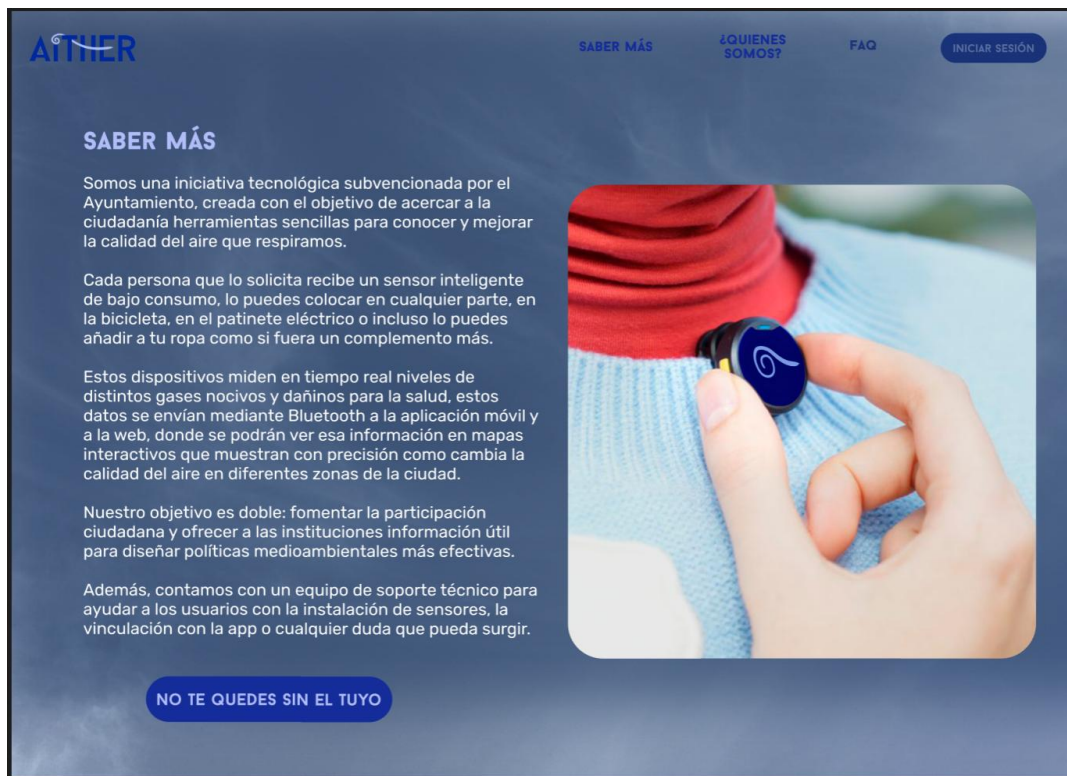 AiTHER
SABER MÁS
¿QUIENES
SOMOS?
FAQ
INICIAR SESIÓN
SABER MÁS
Somos una iniciativa tecnológica subvencionada por el
Ayuntamiento, creada con el objetivo de acercar a la
ciudadanía herramientas sencillas para conocer y mejorar
la calidad del aire que respiramos.
Cada persona que lo solicita recibe un sensor inteligente
de bajo consumo, lo puedes colocar en cualquier parte, en
la bicicleta, en el patinete eléctrico o incluso lo puedes
añadir a tu ropa como si fuera un complemento más.
Estos dispositivos miden en tiempo real niveles de
distintos gases nocivos y dañinos para la salud, estos
datos se envían mediante Bluetooth a la aplicación móvil y
a la web, donde se podrán ver esa información en mapas
interactivos que muestran con precisión como cambia la
calidad del aire en diferentes zonas de la ciudad.
Nuestro objetivo es doble: fomentar la participación
ciudadana y ofrecer a las instituciones información útil
para diseñar políticas medioambientales más efectivas.
Además, contamos con un equipo de soporte técnico para
ayudar a los usuarios con la instalación de sensores, la
vinculación con la app o cualquier duda que pueda surgir.
NO TE QUEDES SIN EL TUYO